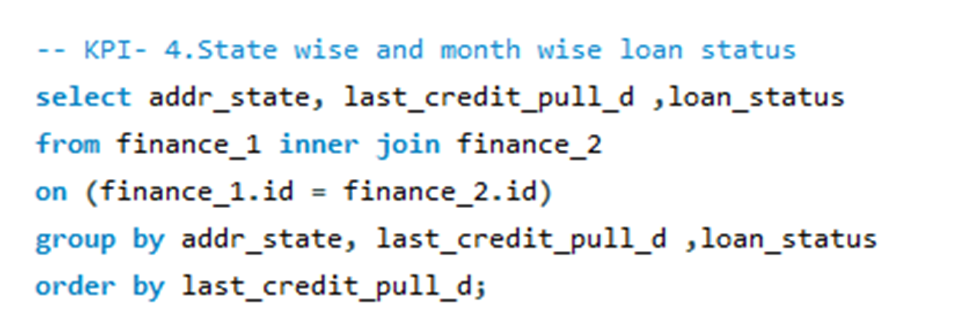 -- KPI- 4.State wise and month wise loan status
select addr_state, last_credit_pull_d ,loan_status
from finance_1 inner join finance_2
on (finance_1.id = finance_2.id)
group by addr_state, last_credit_pull_d ,loan_status
order by last_credit_pull_d;